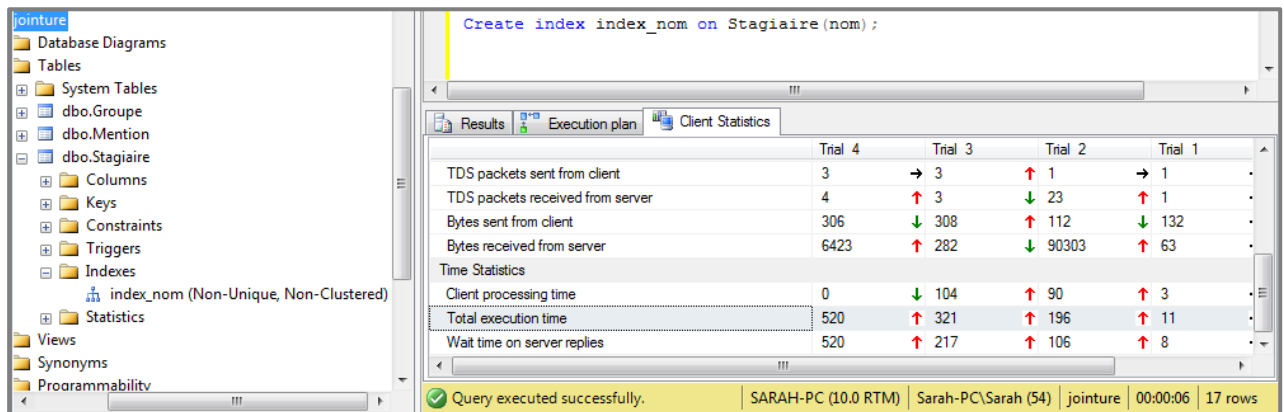 jointure
Database Diagrams
Tables
System Tables
dbo.Groupe
dbo.Mention
dbo.Stagiaire
Columns
Keys
Constraints
Triggers
Indexes
index_nom (Non-Unique, Non-Clustered)
Statistics
Views
Synonyms
Programmability
Create index index_nom on Stagiaire(nom);
Results Execution plan Client Statistics
Trial 4 Trial 3 Trial 2 Trial 1
TDS packets sent from client 3 → 3 ↑ 1 → 1
TDS packets received from server 4 ↑ 3 ↓ 23 ↑ 1
Bytes sent from client 306 ↓ 308 ↑ 112 ↓ 132
Bytes received from server 6423 ↑ 282 ↓ 90303 ↑ 63
Time Statistics
Client processing time 0 ↓ 104 ↑ 90 ↑ 3
Total execution time 520 ↑ 321 ↑ 196 ↑ 11
Wait time on server replies 520 ↑ 217 ↑ 106 ↑ 8
Query executed successfully. SARAH-PC (10.0 RTM) Sarah-PC\Sarah (54) jointure 00:00:06 17 rows